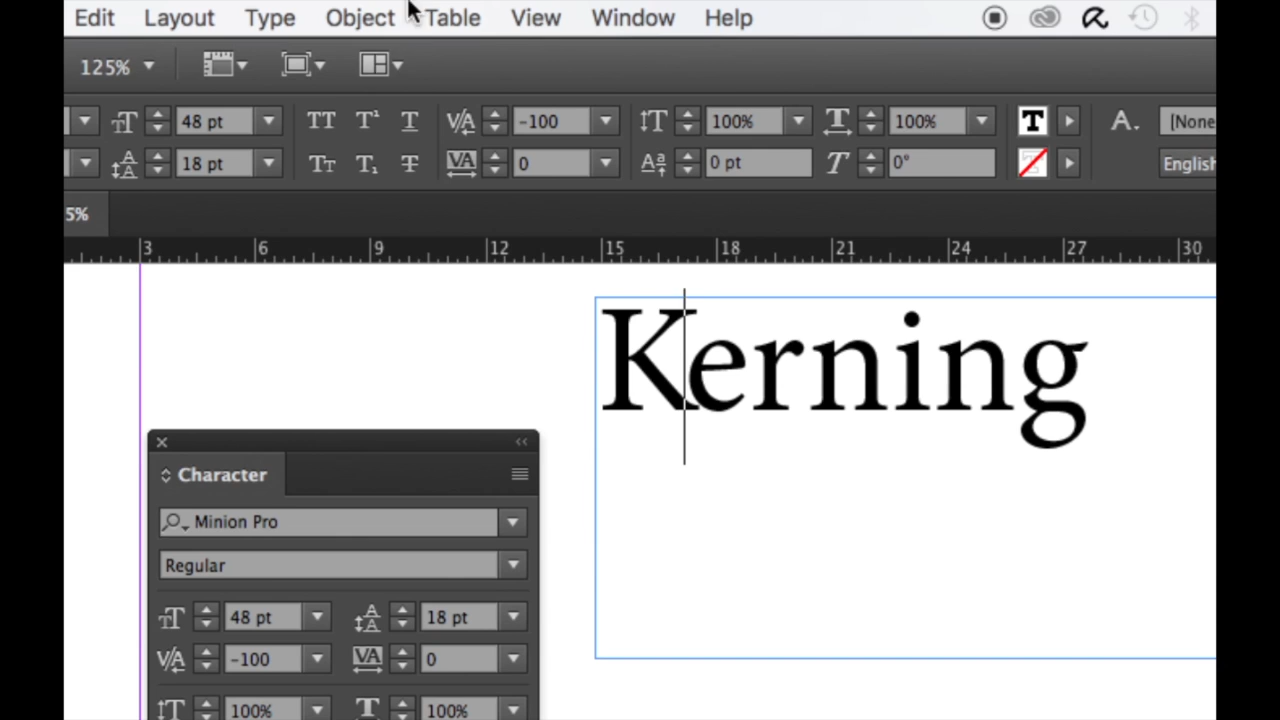 Edit Layout Type Object Table View Window Help
125%
48 pt -100 100% 100% [None
18 pt 0 0 pt 0° English
5%
3 6 9 12 15 18 21 24 27 30
Kerning
Character
Minion Pro
Regular
48 pt 18 pt
-100 0
100% 100%